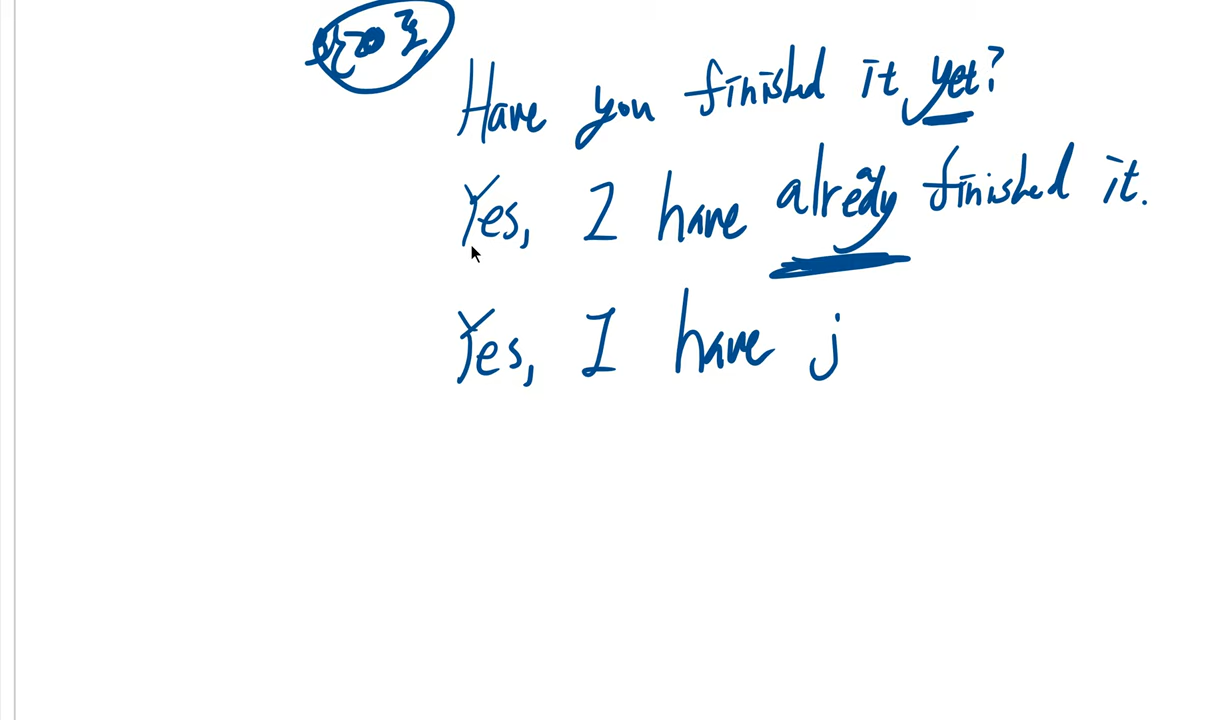 Have you finished it yet?
Yes, I have already finished it.
Yes, I have j